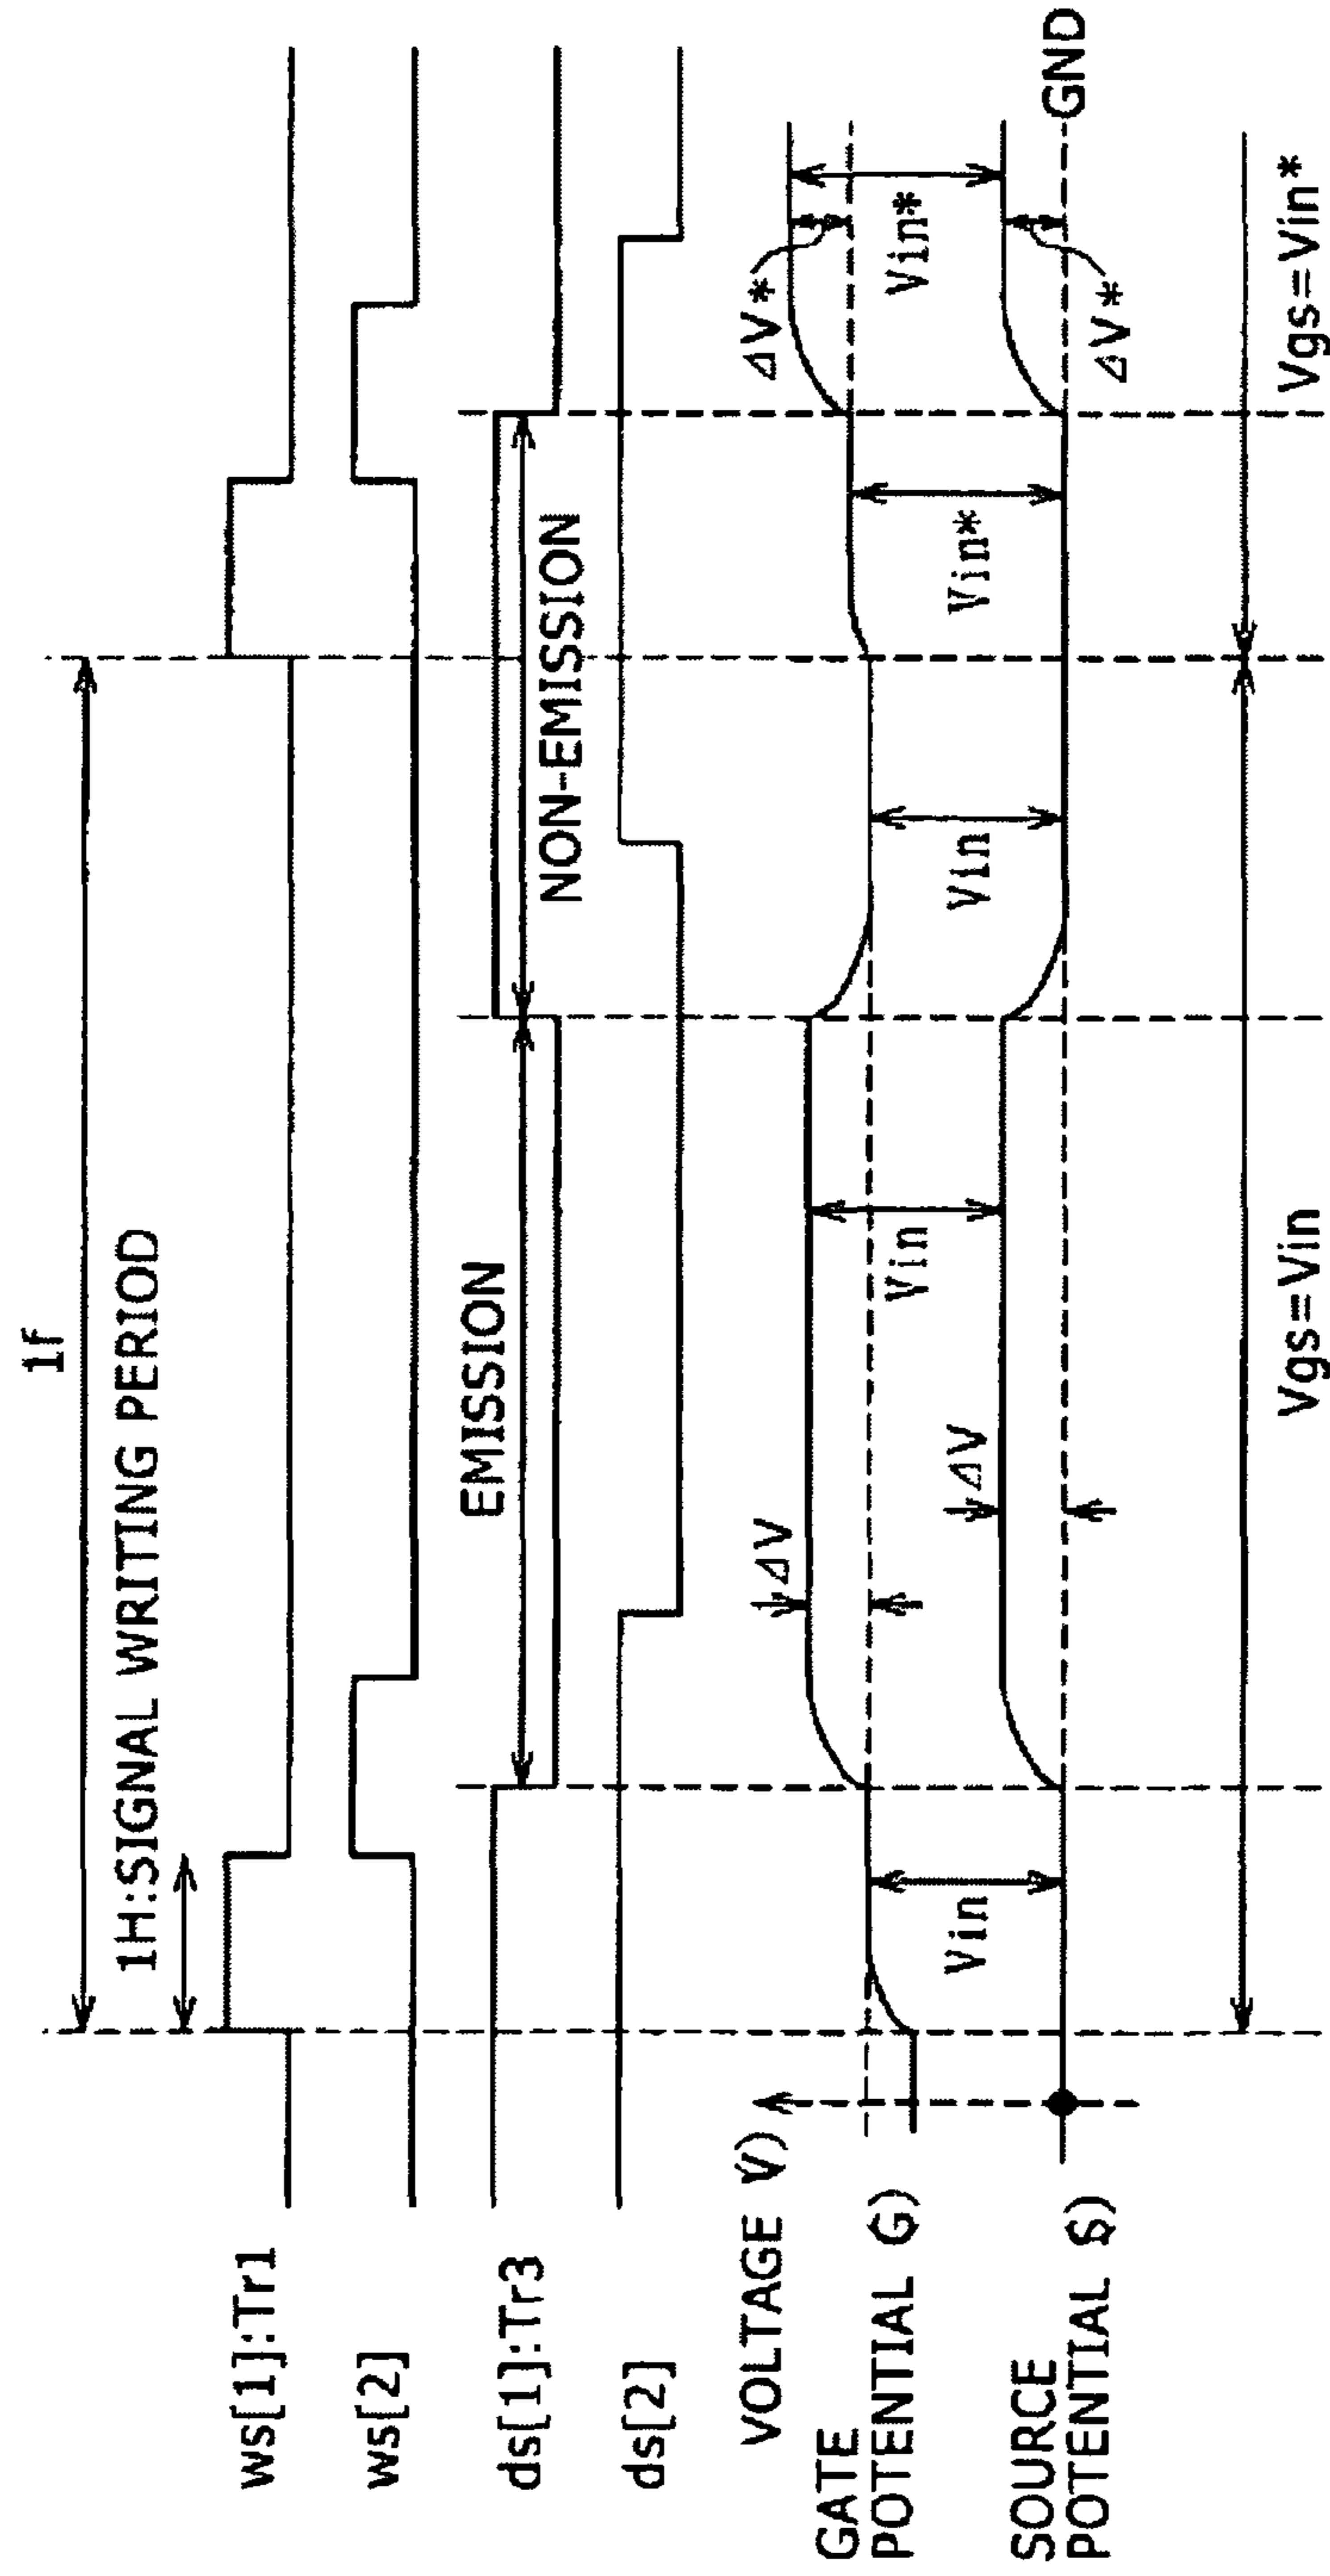 1f
1H:SIGNAL WRITING PERIOD
ws[1]:Tr1
ws[2]
EMISSION
NON-EMISSION
ds[1]:Tr3
ds[2]
VOLTAGE V)
ΔV
ΔV*
GATE
POTENTIAL G)
Vin
Vin*
Vin
ΔV
Vin
Vin*
SOURCE
POTENTIAL S)
GND
ΔV*
Vgs=Vin
Vgs=Vin*